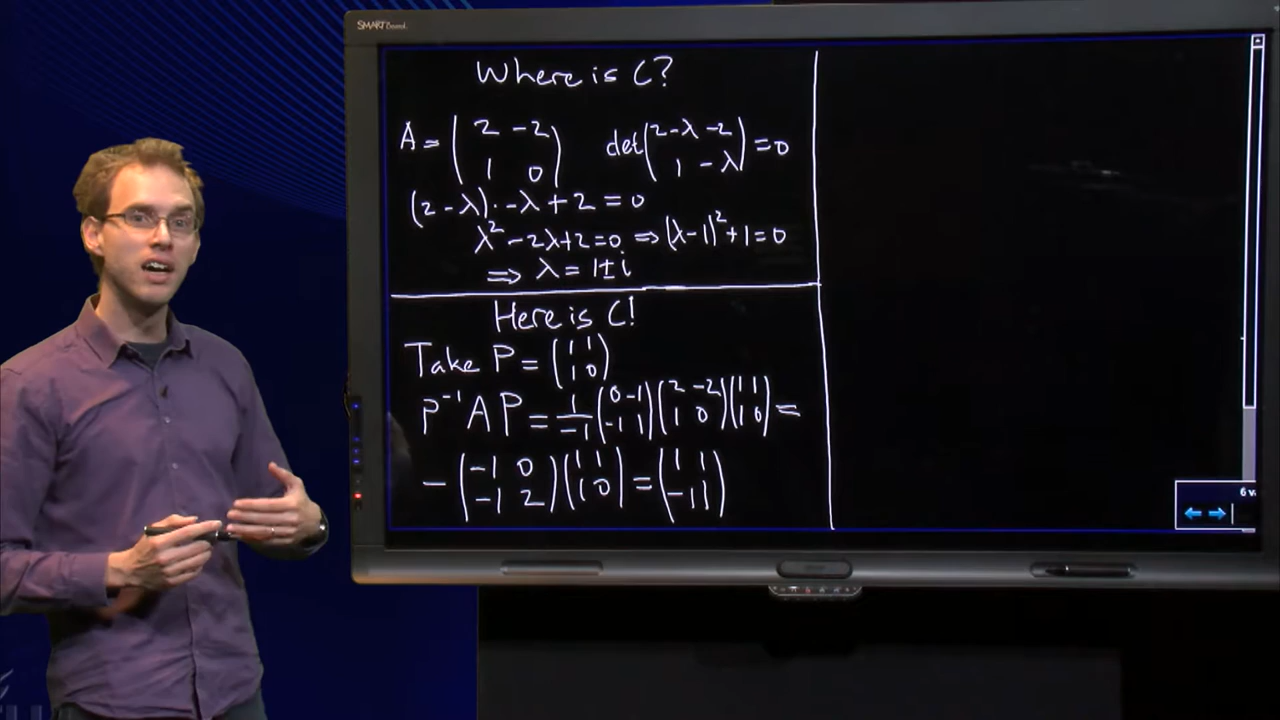 SMART Board
Where is C?
A = ( 2 -2 ; 1 0 )   det( 2-λ -2 ; 1 -λ ) = 0
(2-λ)·-λ+2 = 0
λ²-2λ+2=0 ⇒ (λ-1)²+1=0
⇒ λ = 1±i
Here is C!
Take P = ( 1 1 ; 1 0 )
P⁻¹AP = 1/-1 ( 0 -1 ; -1 1 )( 2 -2 ; 1 0 )( 1 1 ; 1 0 ) =
-( -1 0 ; -1 2 )( 1 1 ; 1 0 ) = ( 1 1 ; -1 1 )